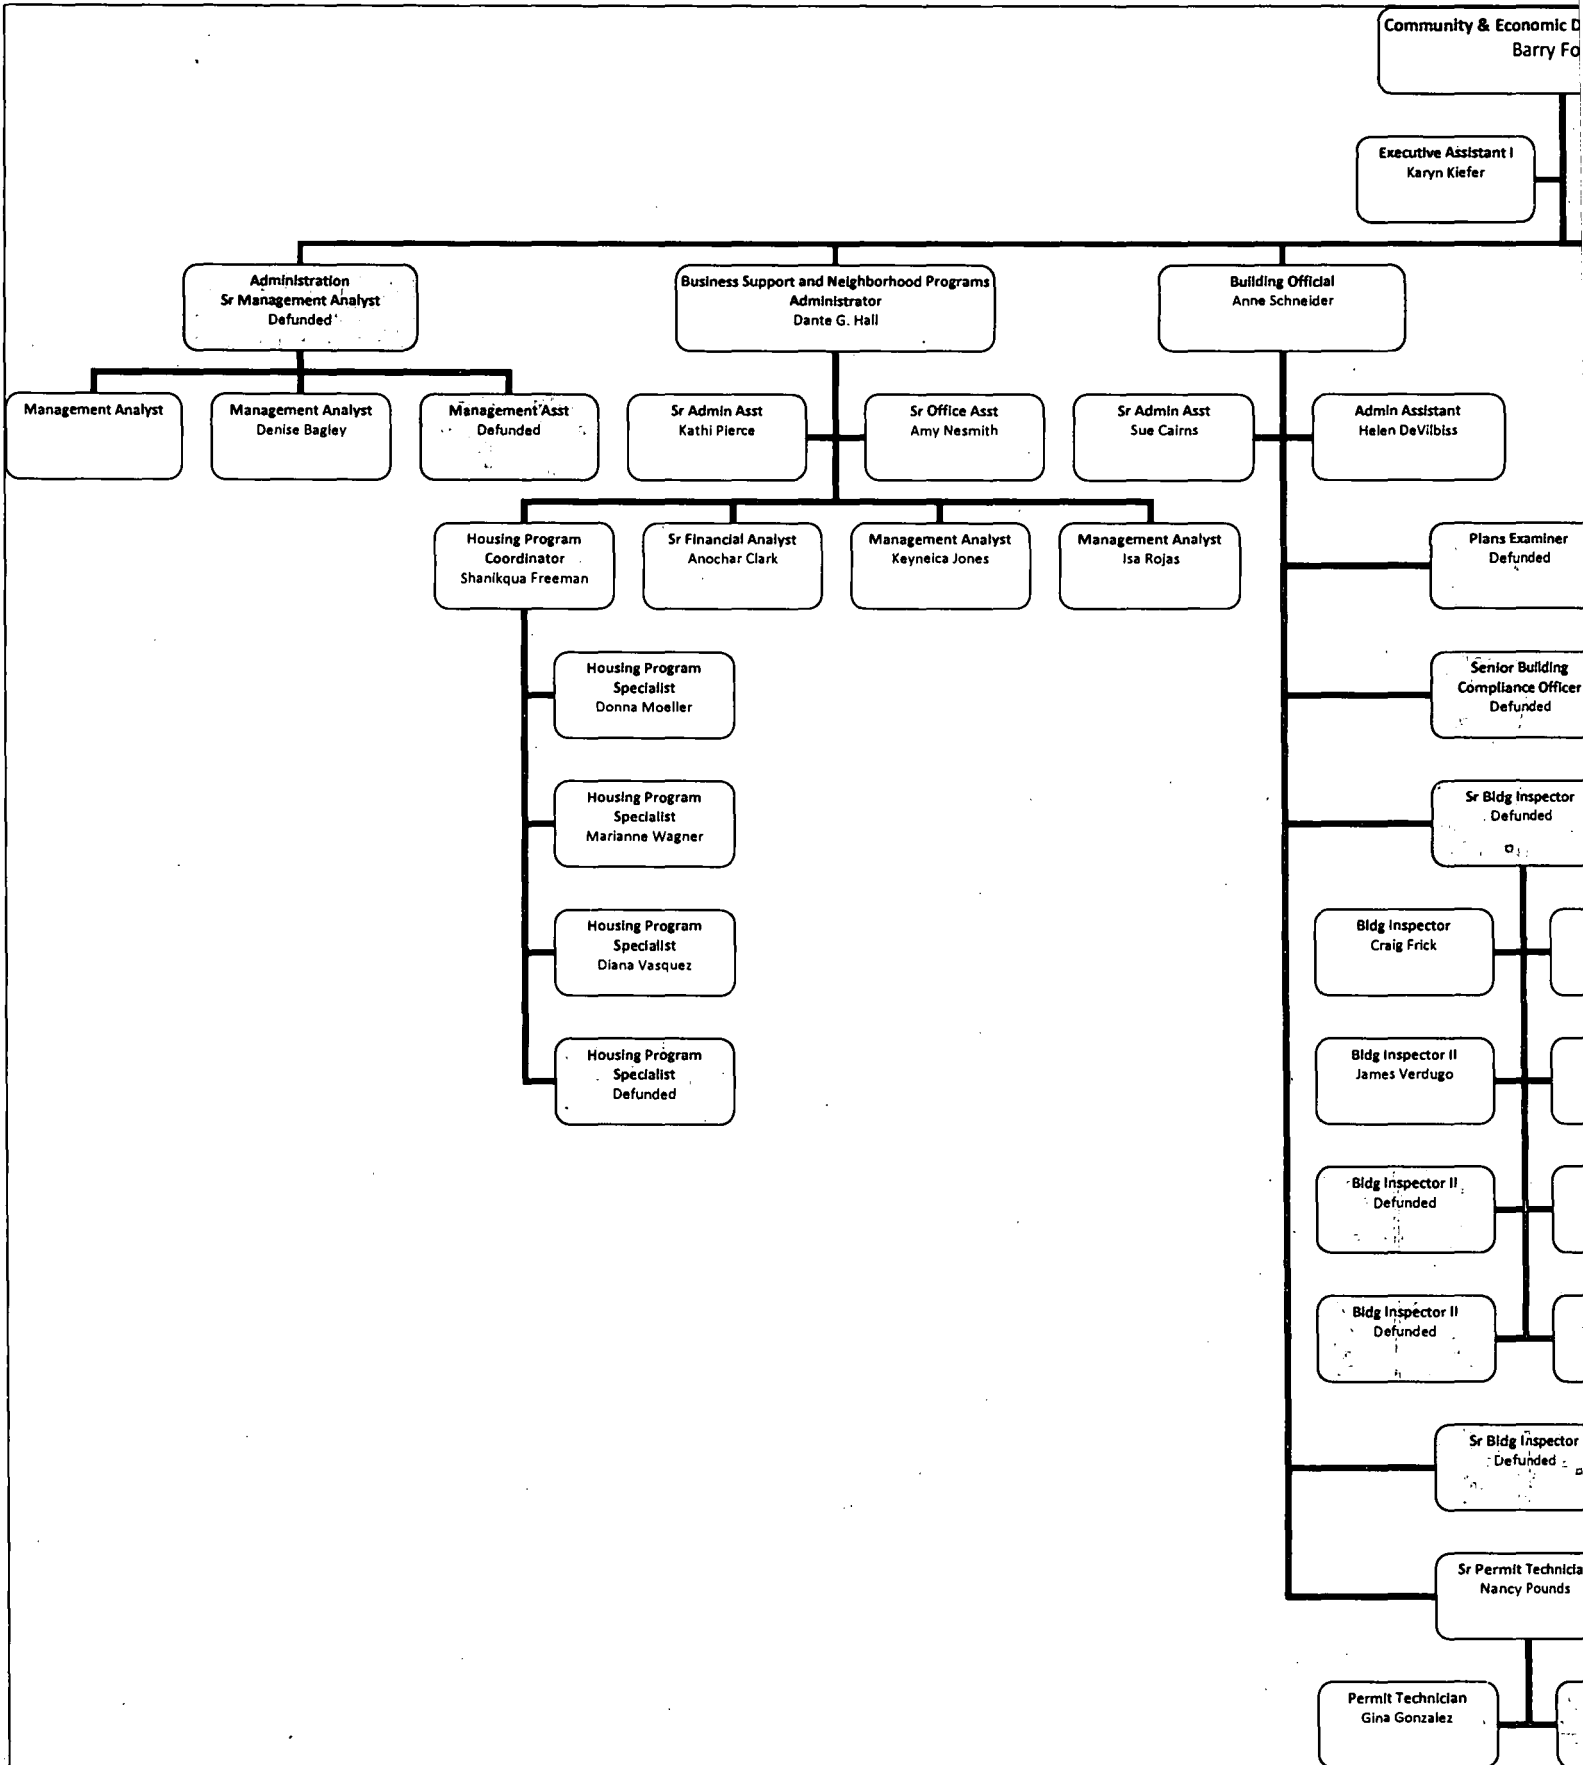 Community & Economic D
Barry Fo
Executive Assistant I
Karyn Kiefer
Administration
Sr Management Analyst
Defunded
Business Support and Neighborhood Programs
Administrator
Dante G. Hall
Building Official
Anne Schneider
Management Analyst
Management Analyst
Denise Bagley
Management Asst
Defunded
Sr Admin Asst
Kathi Pierce
Sr Office Asst
Amy Nesmith
Sr Admin Asst
Sue Cairns
Admin Assistant
Helen DeVilbiss
Housing Program
Coordinator
Shanikqua Freeman
Sr Financial Analyst
Anochar Clark
Management Analyst
Keyneica Jones
Management Analyst
Isa Rojas
Plans Examiner
Defunded
Housing Program
Specialist
Donna Moeller
Senior Building
Compliance Officer
Defunded
Housing Program
Specialist
Marianne Wagner
Sr Bldg Inspector
Defunded
Housing Program
Specialist
Diana Vasquez
Bldg Inspector
Craig Frick
Housing Program
Specialist
Defunded
Bldg Inspector II
James Verdugo
Bldg Inspector II
Defunded
Bldg Inspector II
Defunded
Sr Bldg Inspector
Defunded
Sr Permit Technicia
Nancy Pounds
Permit Technician
Gina Gonzalez